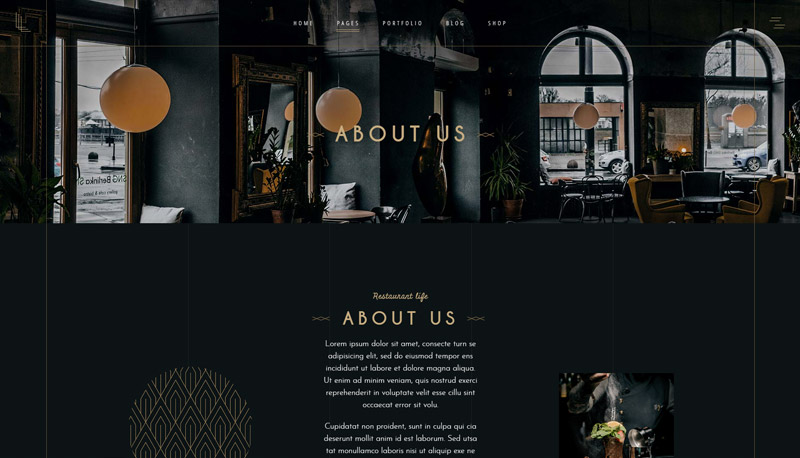 HOME PAGES PORTFOLIO BLOG SHOP
ABOUT US
Restaurant life
ABOUT US
Lorem ipsum dolor sit amet, consecte turn se
adipisicing elit, sed do eiusmod tempor ens
incididunt ut labore et dolore magna aliqua.
Ut enim ad minim veniam, quis nostrud exerci
reprehenderit in voluptate velit esse cillu sint
occaecat error sit volu.
Cupidatat non proident, sunt in culpa qui cia
deserunt mollit anim id est laborum. Sed utsa
tat monullamco laboris nisi ut aliquip exe ne